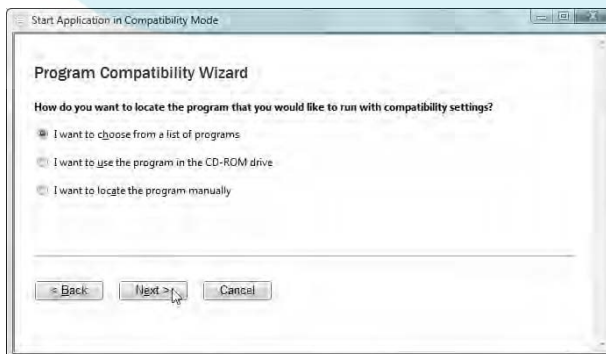 Start Application in Compatibility Mode
Program Compatibility Wizard
How do you want to locate the program that you would like to run with compatibility settings?
I want to choose from a list of programs
I want to use the program in the CD-ROM drive
I want to locate the program manually
< Back
Next >
Cancel